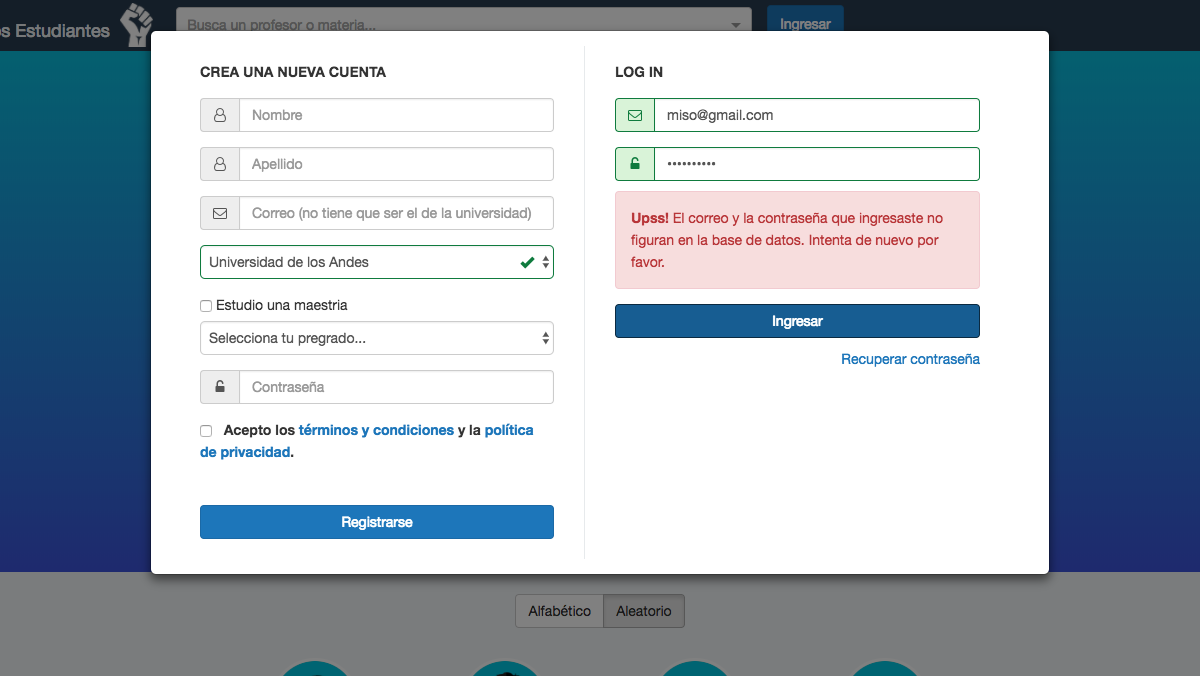 s Estudiantes
Busca un profesor o materia...
Ingresar
CREA UNA NUEVA CUENTA
Nombre
Apellido
Correo (no tiene que ser el de la universidad)
Universidad de los Andes
Estudio una maestria
Selecciona tu pregrado...
Contraseña
Acepto los términos y condiciones y la política
de privacidad.
Registrarse
LOG IN
miso@gmail.com
••••••••••
Upss! El correo y la contraseña que ingresaste no
figuran en la base de datos. Intenta de nuevo por
favor.
Ingresar
Recuperar contraseña
Alfabético
Aleatorio